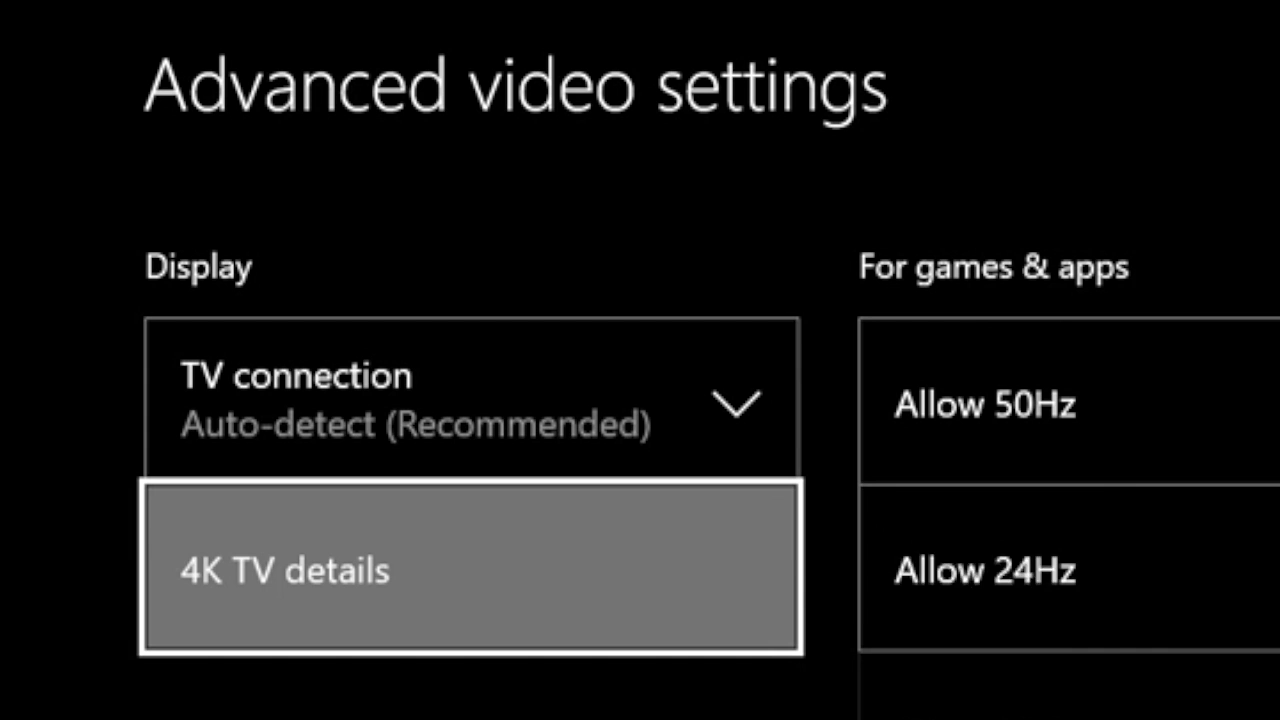 Advanced video settings
Display
TV connection
Auto-detect (Recommended)
4K TV details
For games & apps
Allow 50Hz
Allow 24Hz